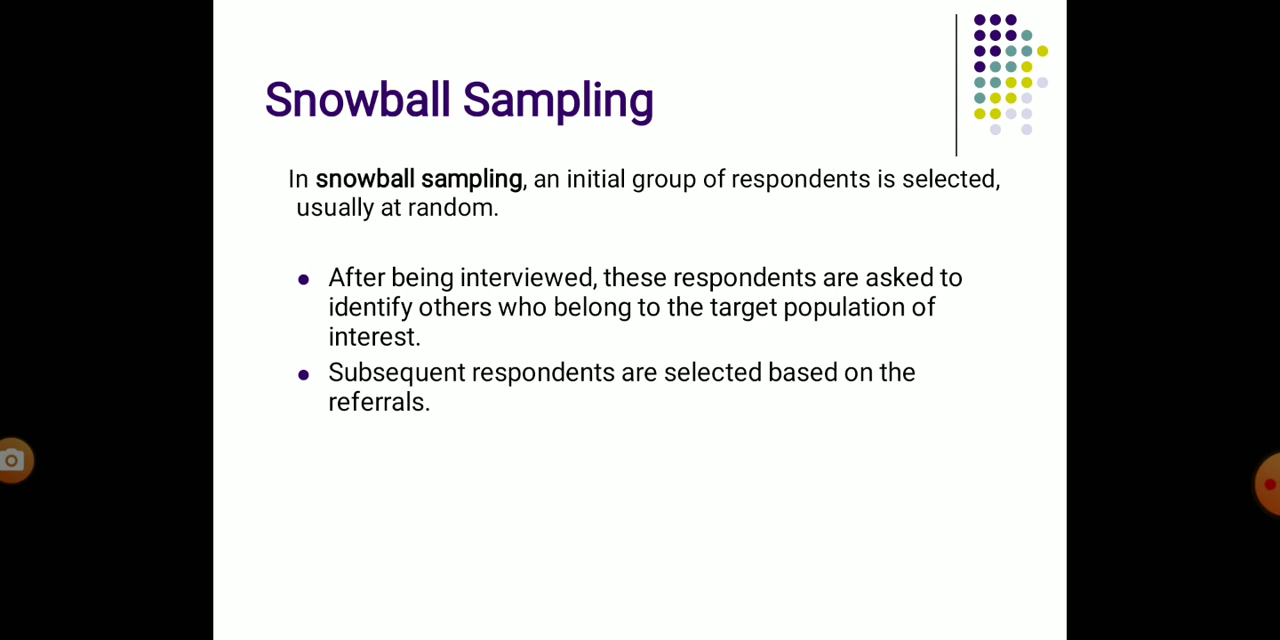 Snowball Sampling
In snowball sampling, an initial group of respondents is selected,
usually at random.
After being interviewed, these respondents are asked to
identify others who belong to the target population of
interest.
Subsequent respondents are selected based on the
referrals.